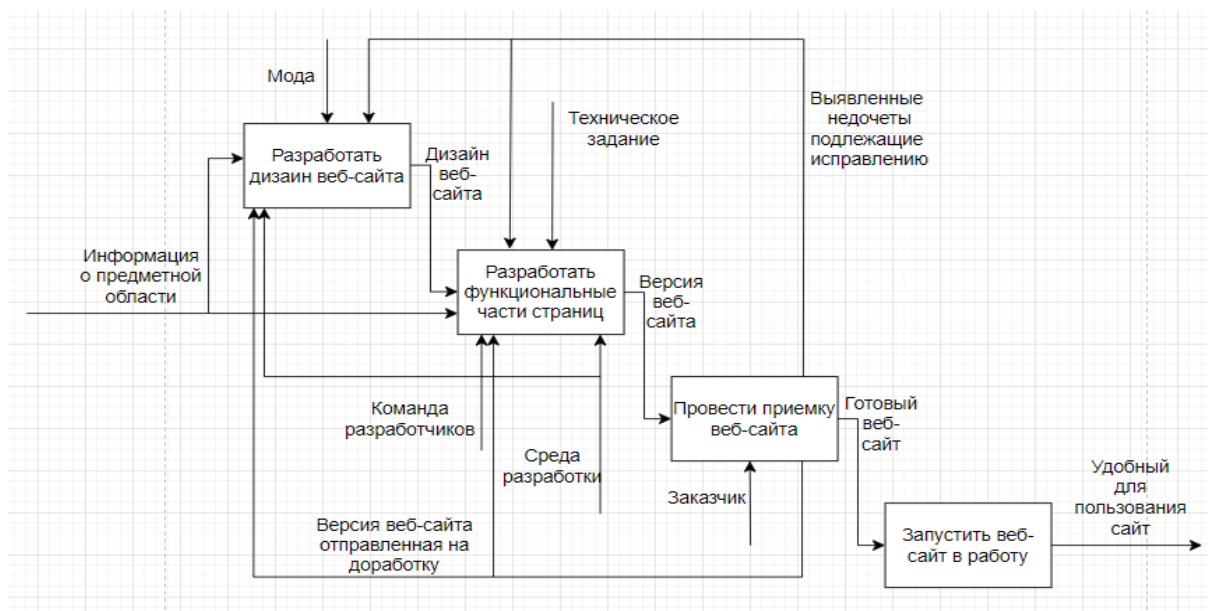 Мода
Выявленные
недочеты
подлежащие
исправлению
Техническое
задание
Разработать
дизаин веб-сайта
Дизайн
веб-
сайта
Информация
о предметной
области
Разработать
функциональные
части страниц
Версия
веб-
сайта
Команда
разработчиков
Провести приемку
веб-сайта
Готовый
веб-
сайт
Среда
разработки
Заказчик
Удобный
для
пользования
сайт
Версия веб-сайта
отправленная на
доработку
Запустить веб-
сайт в работу